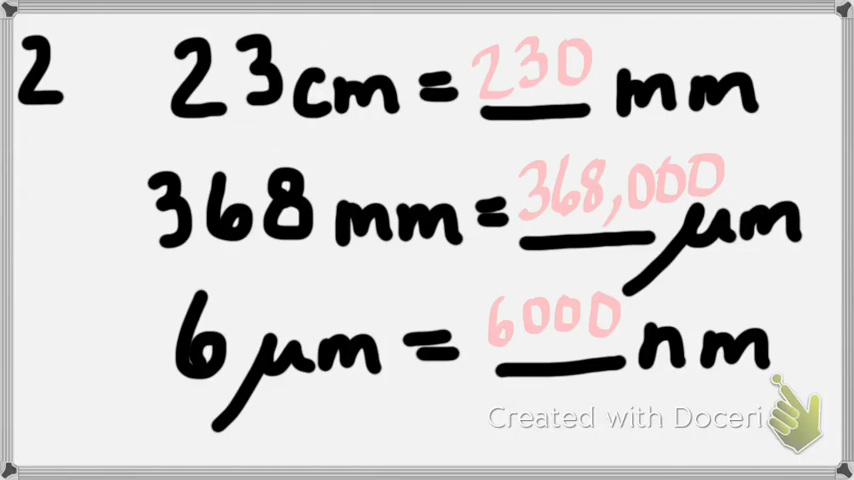 2 23cm = 230 mm
368 mm = 368,000 µm
6 µm = 6000 nm
Created with Doceri